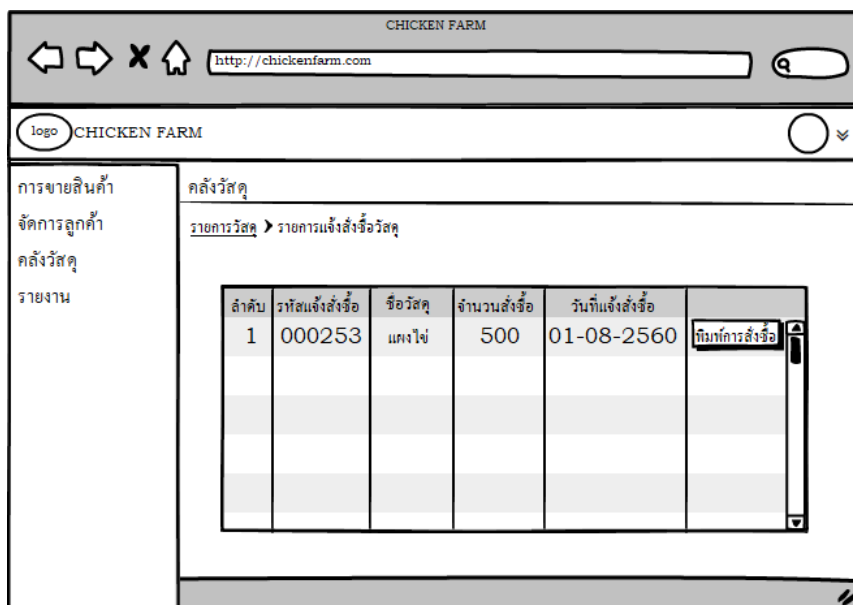 CHICKEN FARM
http://chickenfarm.com
logo CHICKEN FARM
การขายสินค้า
จัดการลูกค้า
คลังวัสดุ
รายงาน
คลังวัสดุ
รายการวัสดุ รายการแจ้งสั่งซื้อวัสดุ
ลำดับ รหัสแจ้งสั่งซื้อ ชื่อวัสดุ จำนวนสั่งซื้อ วันที่แจ้งสั่งซื้อ
1 000253 แผงไข่ 500 01-08-2560 พิมพ์การสั่งซื้อ